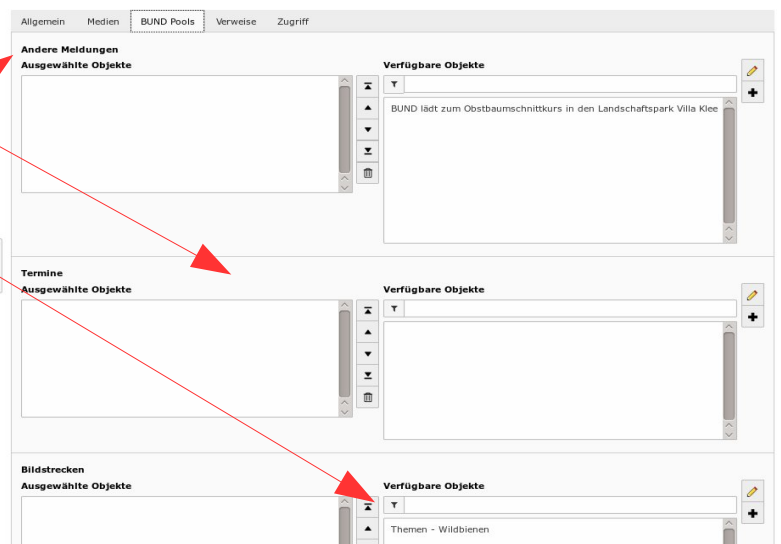 Allgemein Medien BUND Pools Verweise Zugriff
Andere Meldungen
Ausgewählte Objekte Verfügbare Objekte
BUND lädt zum Obstbaumschnittkurs in den Landschaftspark Villa Klee
Termine
Ausgewählte Objekte Verfügbare Objekte
Bildstrecken
Ausgewählte Objekte Verfügbare Objekte
Themen - Wildbienen